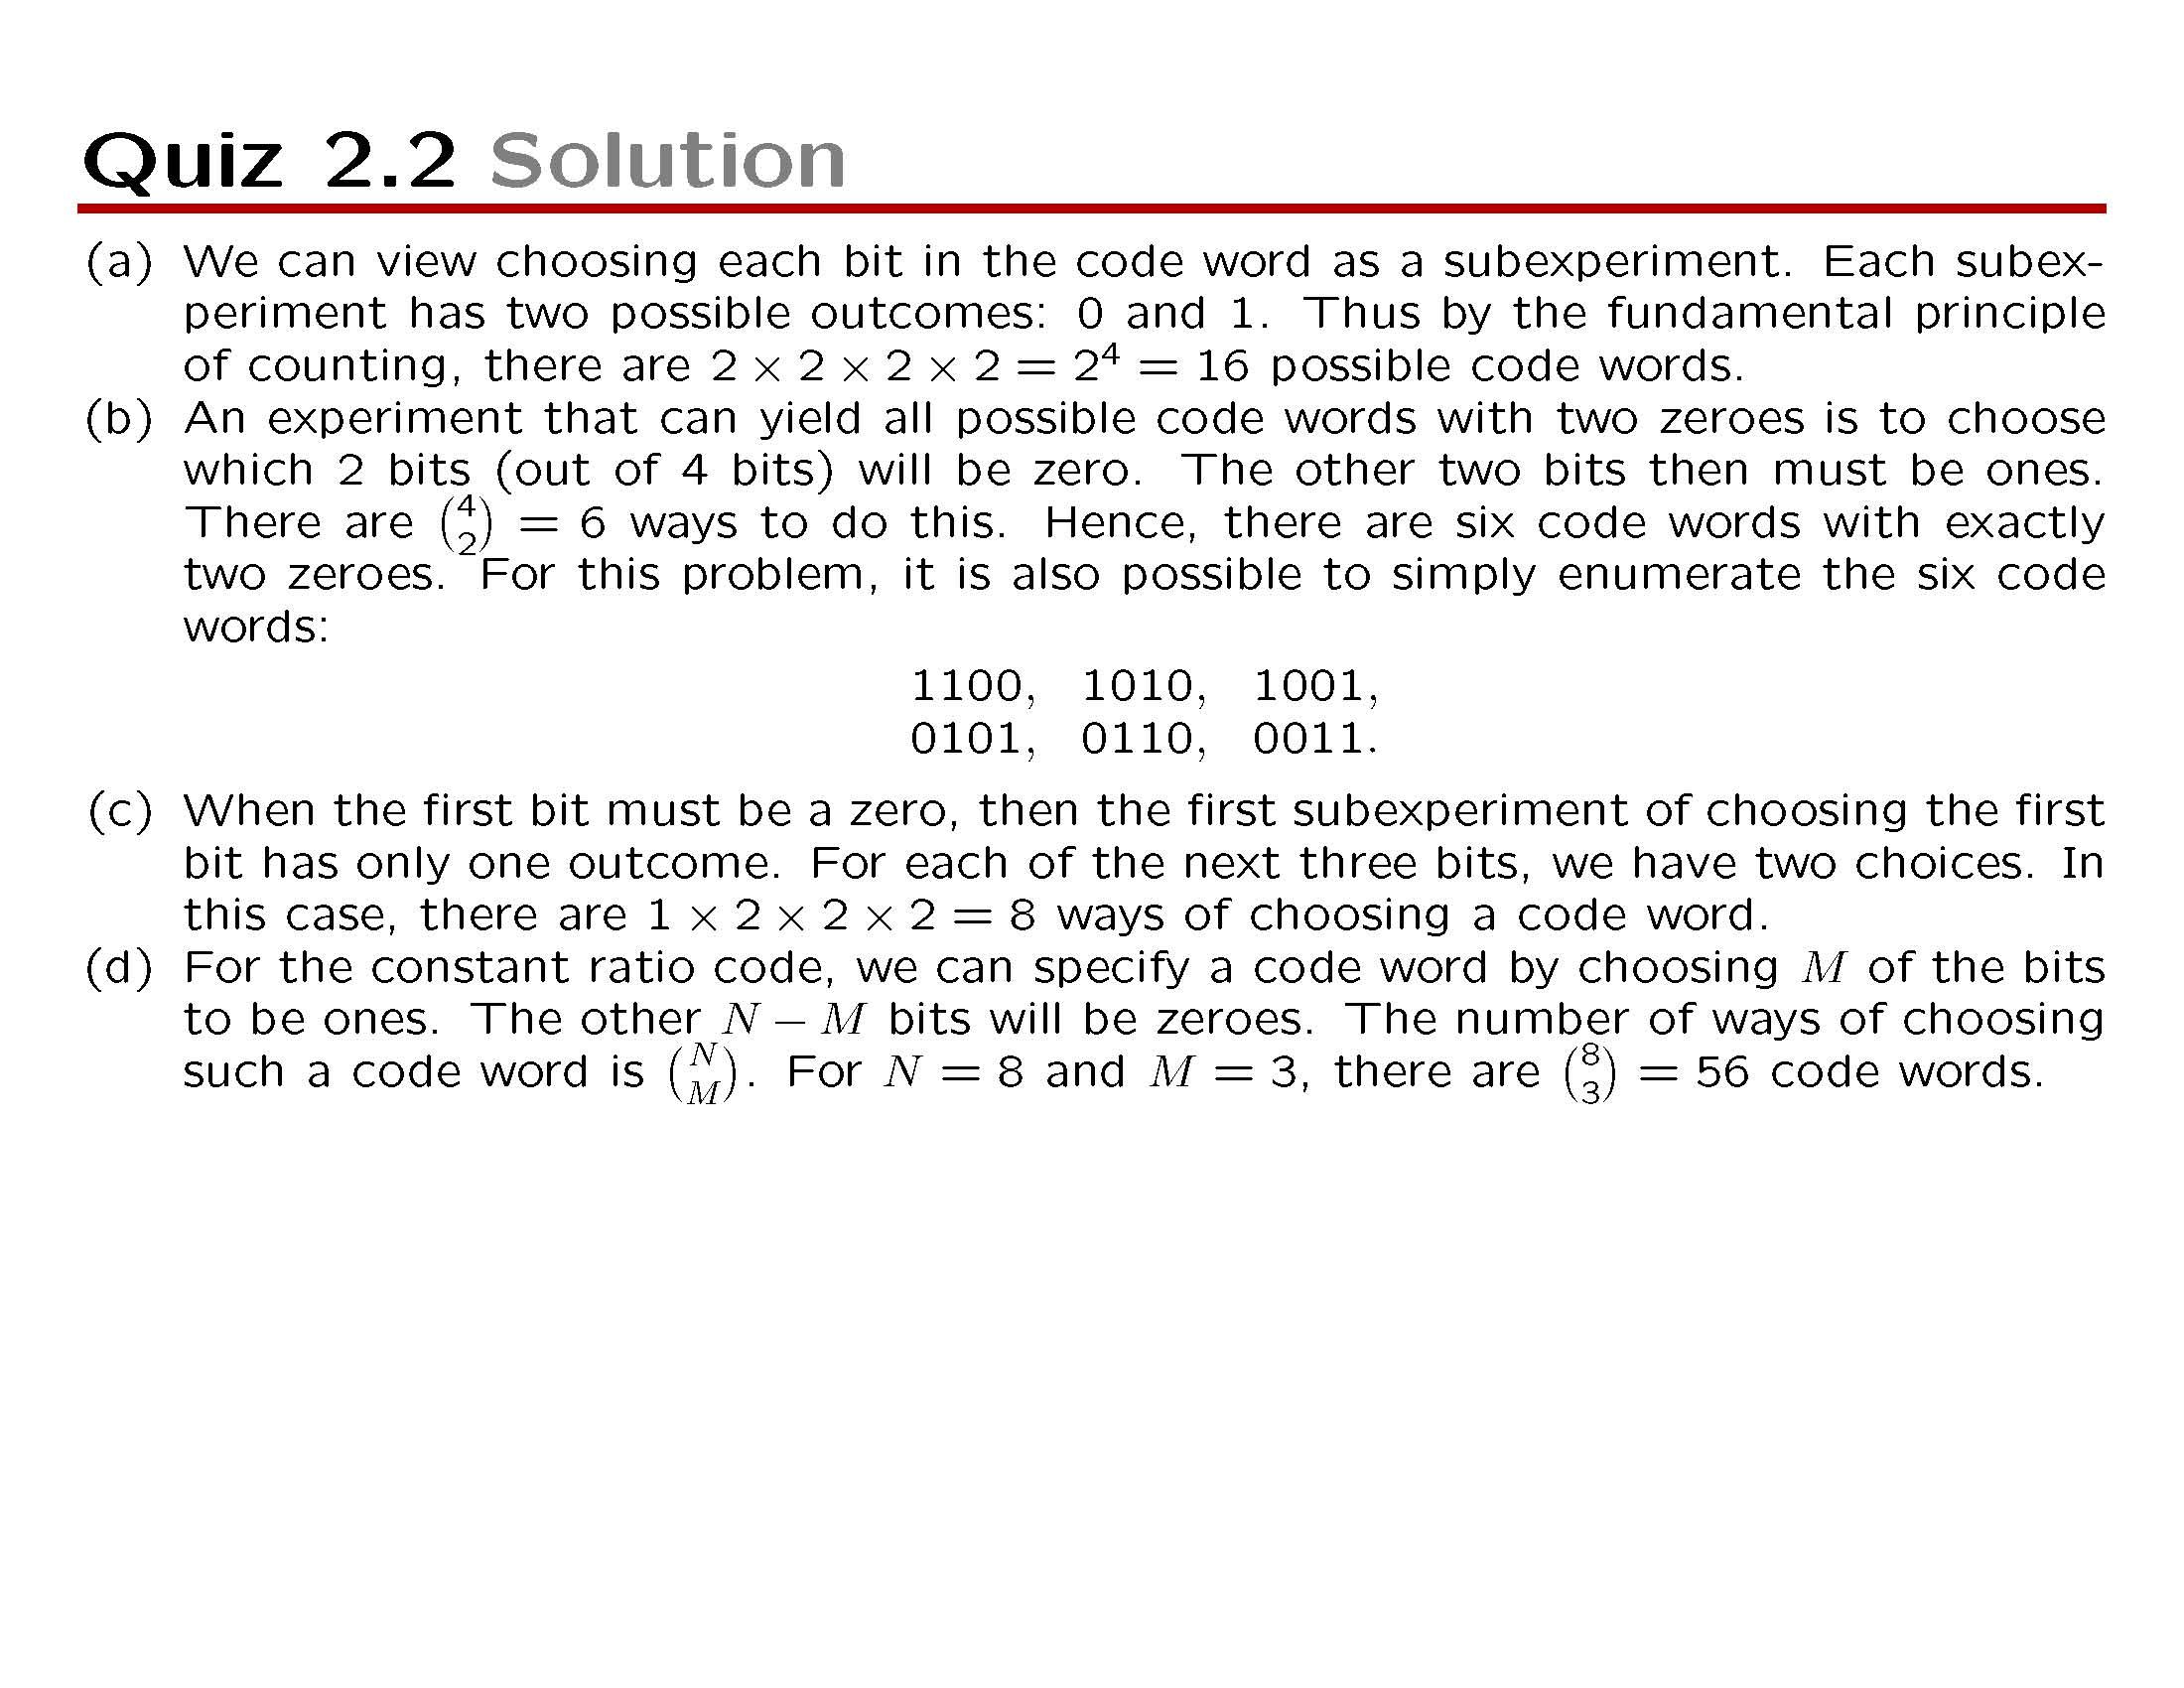 Quiz 2.2 Solution
(a) We can view choosing each bit in the code word as a subexperiment. Each subex-
periment has two possible outcomes: 0 and 1. Thus by the fundamental principle
of counting, there are 2 × 2 × 2 × 2 = 2⁴ = 16 possible code words.
(b) An experiment that can yield all possible code words with two zeroes is to choose
which 2 bits (out of 4 bits) will be zero. The other two bits then must be ones.
There are \binom{4}{2} = 6 ways to do this. Hence, there are six code words with exactly
two zeroes. For this problem, it is also possible to simply enumerate the six code
words:
1100, 1010, 1001,
0101, 0110, 0011.
(c) When the first bit must be a zero, then the first subexperiment of choosing the first
bit has only one outcome. For each of the next three bits, we have two choices. In
this case, there are 1 × 2 × 2 × 2 = 8 ways of choosing a code word.
(d) For the constant ratio code, we can specify a code word by choosing M of the bits
to be ones. The other N − M bits will be zeroes. The number of ways of choosing
such a code word is \binom{N}{M}. For N = 8 and M = 3, there are \binom{8}{3} = 56 code words.